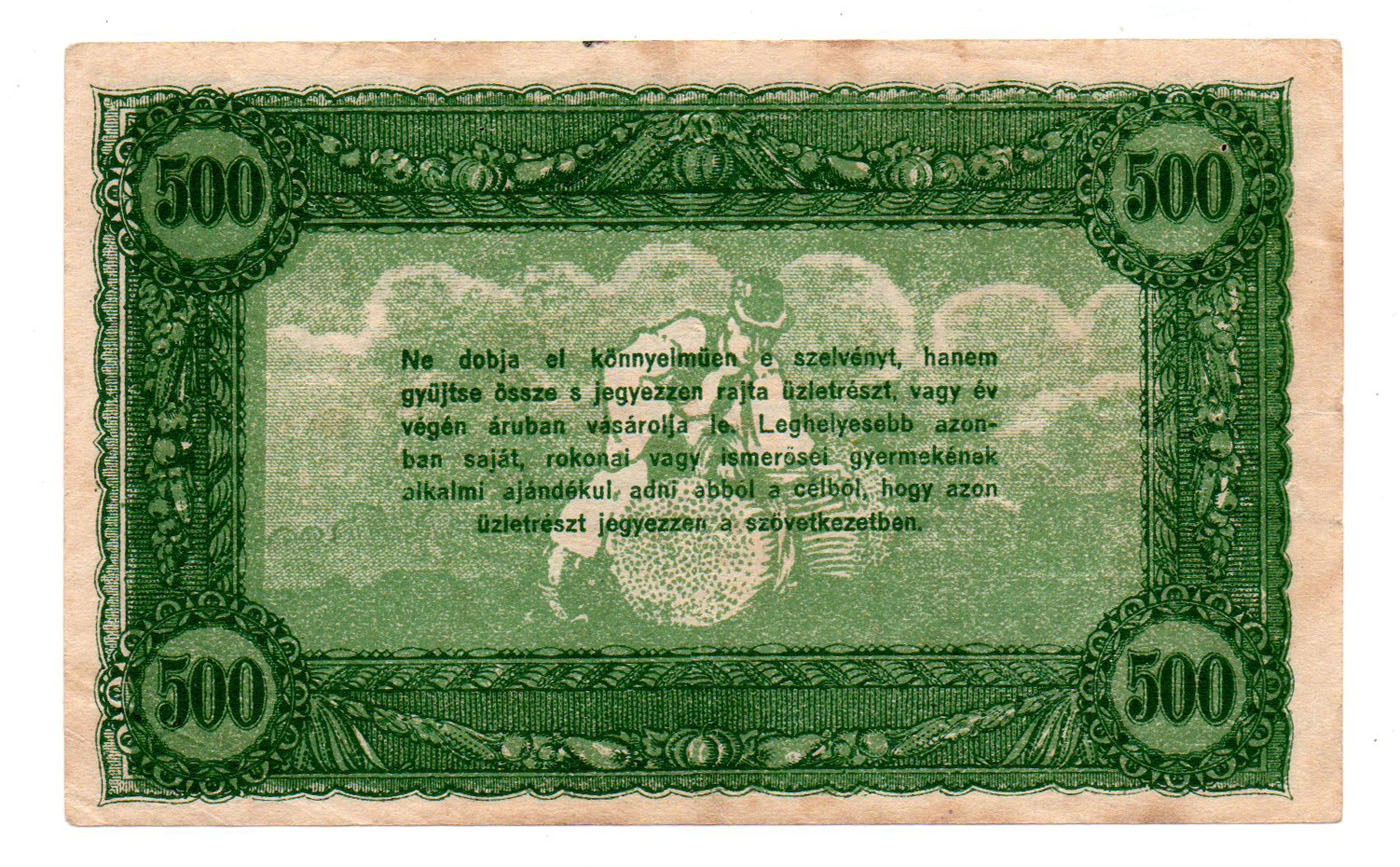 500 500
Ne dobja el könnyelmüen e szelvényt, hanem
gyüjtse össze s jegyezzen rajta üzletrészt, vagy év
végén áruban vásárolja le. Leghelyesebb azon-
ban saját, rokonai vagy ismerősei gyermekének
alkalmi ajándékul adni abból a célból, hogy azon
üzletrészt jegyezzen a szövetkezetben.
500 500